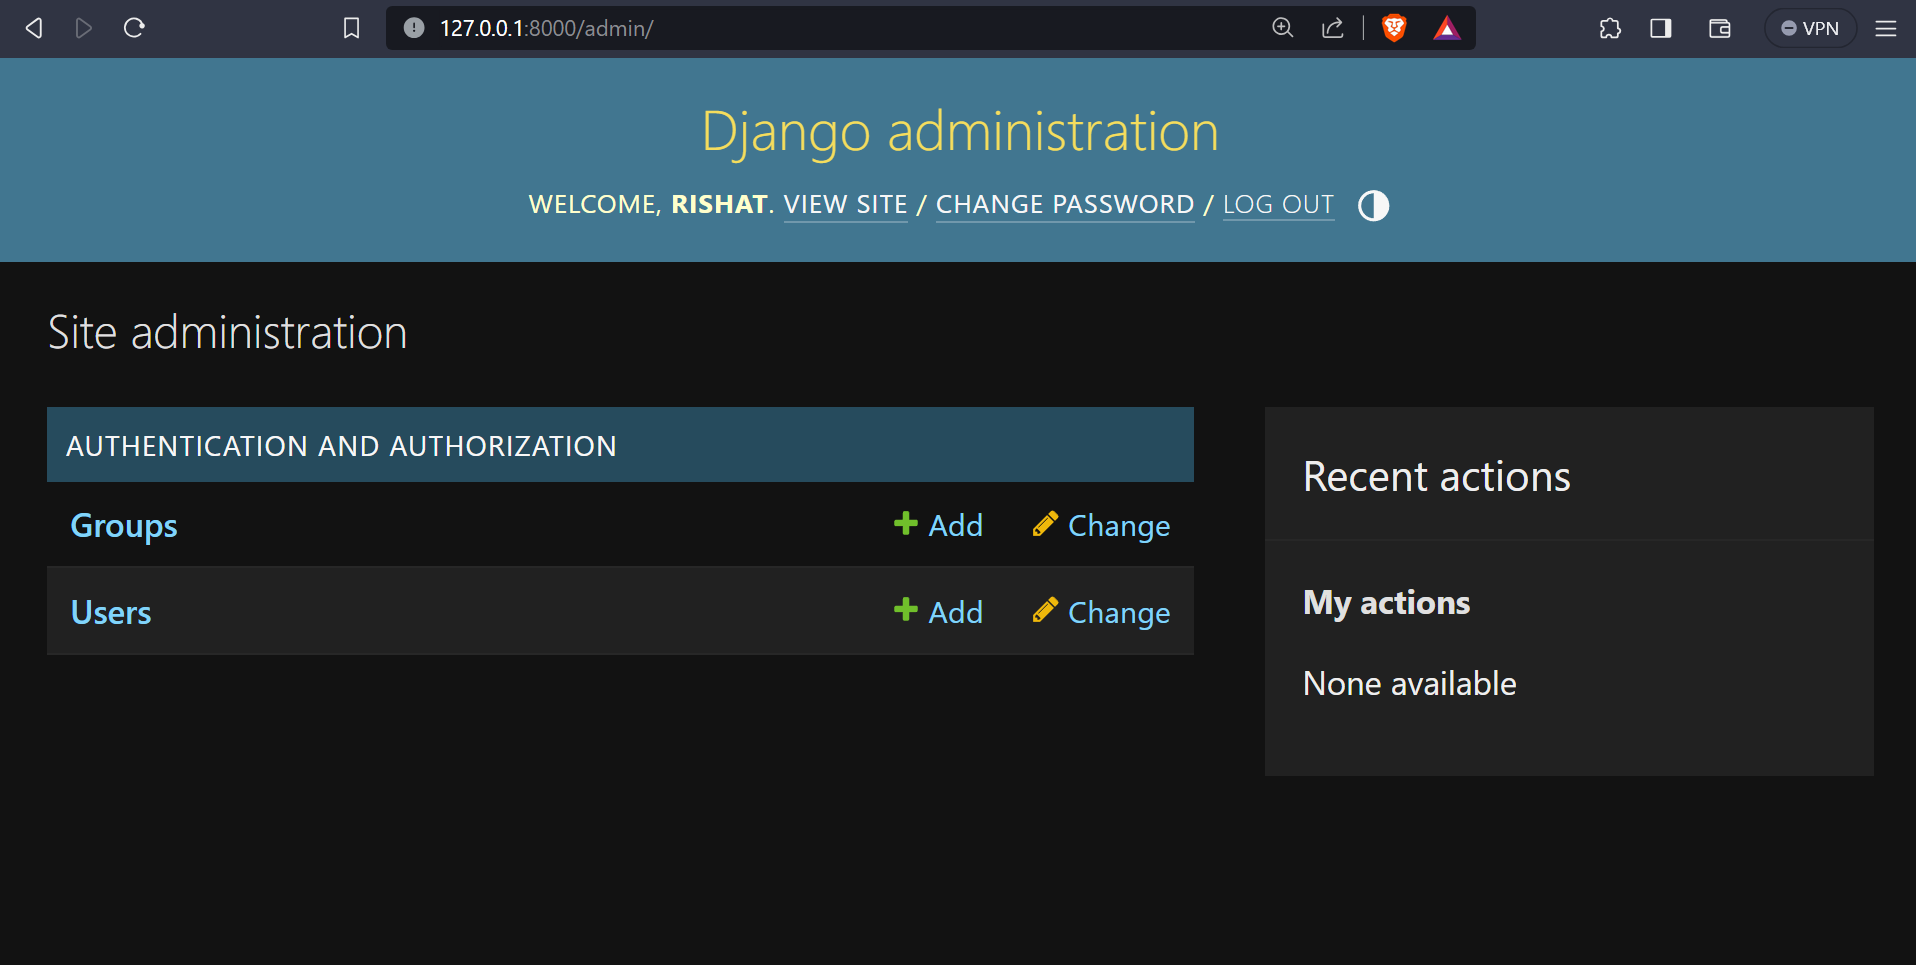 127.0.0.1:8000/admin/
VPN
Django administration
WELCOME, RISHAT. VIEW SITE / CHANGE PASSWORD / LOG OUT
Site administration
AUTHENTICATION AND AUTHORIZATION
Groups Add Change
Users Add Change
Recent actions
My actions
None available